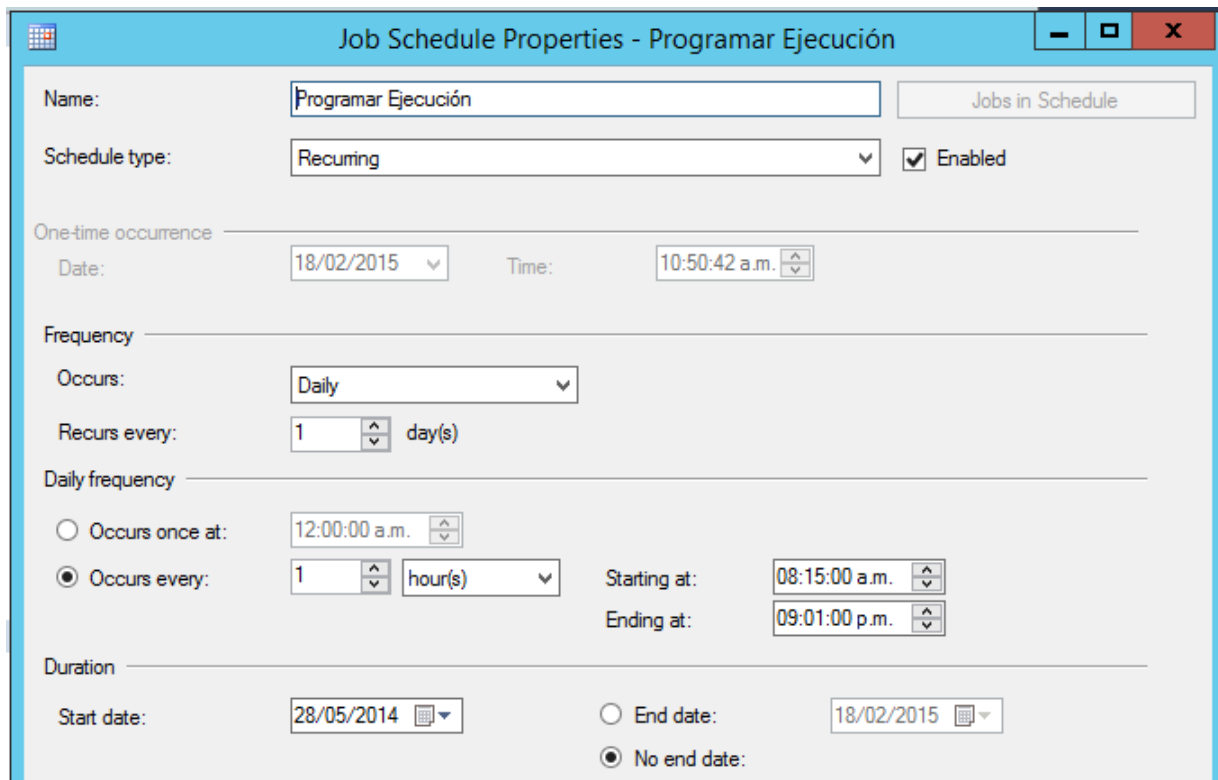 Job Schedule Properties - Programar Ejecución
Name: Programar Ejecución Jobs in Schedule
Schedule type: Recurring Enabled
One-time occurrence
Date: 18/02/2015 Time: 10:50:42 a.m.
Frequency
Occurs: Daily
Recurs every: 1 day(s)
Daily frequency
Occurs once at: 12:00:00 a.m.
Occurs every: 1 hour(s) Starting at: 08:15:00 a.m.
Ending at: 09:01:00 p.m.
Duration
Start date: 28/05/2014 End date: 18/02/2015
No end date: